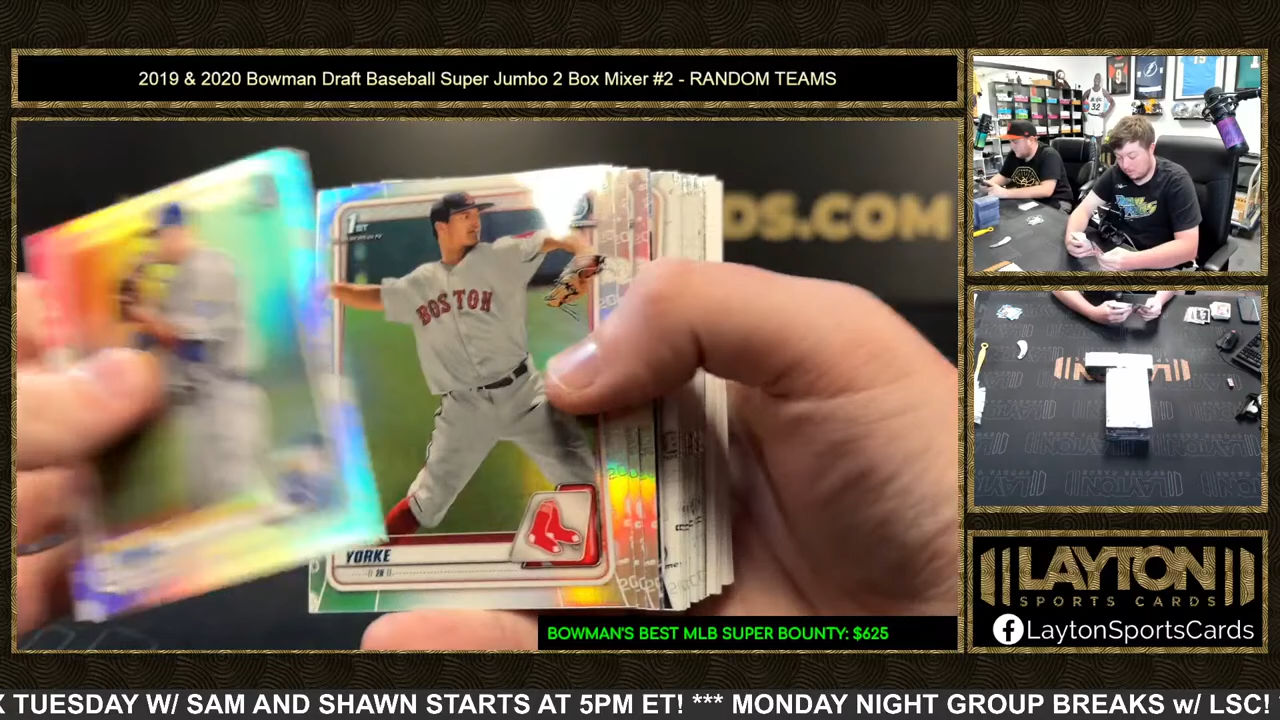 2019 & 2020 Bowman Draft Baseball Super Jumbo 2 Box Mixer #2 - RANDOM TEAMS
DS.COM
1ST
BOSTON
YORKE
2B
BOWMAN'S BEST MLB SUPER BOUNTY: $625
LAYTON
SPORTS CARDS
LaytonSportsCards
X TUESDAY W/ SAM AND SHAWN STARTS AT 5PM ET! *** MONDAY NIGHT GROUP BREAKS w/ LSC!